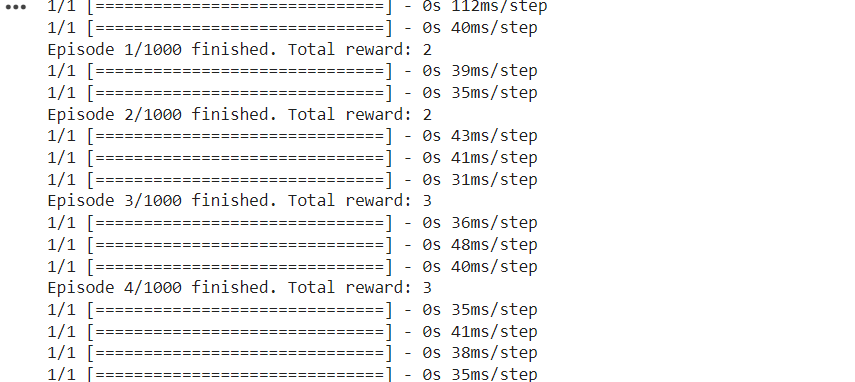 1/1 [==============================] - 0s 112ms/step
1/1 [==============================] - 0s 40ms/step
Episode 1/1000 finished. Total reward: 2
1/1 [==============================] - 0s 39ms/step
1/1 [==============================] - 0s 35ms/step
Episode 2/1000 finished. Total reward: 2
1/1 [==============================] - 0s 43ms/step
1/1 [==============================] - 0s 41ms/step
1/1 [==============================] - 0s 31ms/step
Episode 3/1000 finished. Total reward: 3
1/1 [==============================] - 0s 36ms/step
1/1 [==============================] - 0s 48ms/step
1/1 [==============================] - 0s 40ms/step
Episode 4/1000 finished. Total reward: 3
1/1 [==============================] - 0s 35ms/step
1/1 [==============================] - 0s 41ms/step
1/1 [==============================] - 0s 38ms/step
1/1 [==============================] - 0s 35ms/step